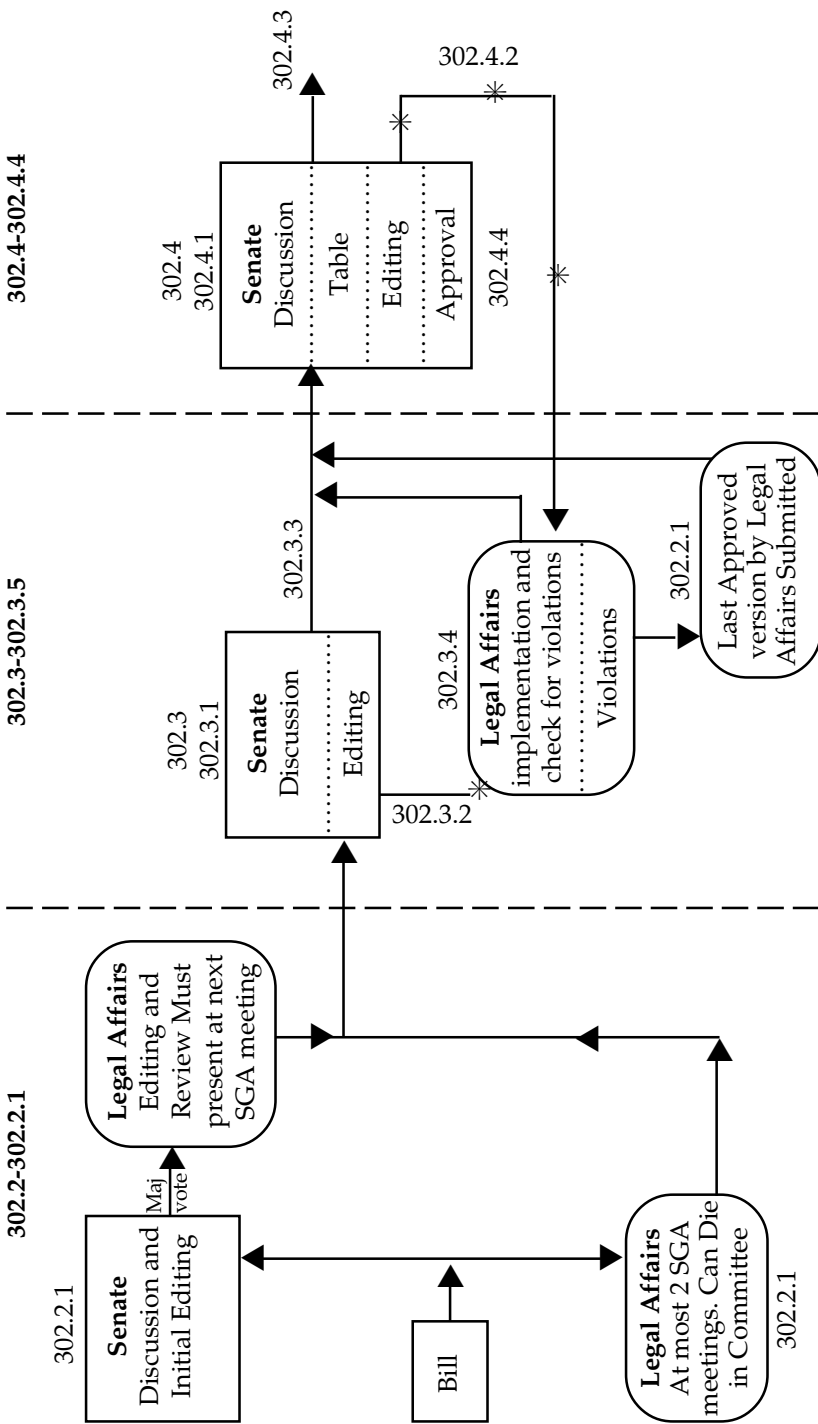 302.2-302.2.1
302.2.1
Senate
Discussion and
Initial Editing
Maj
vote
Legal Affairs
Editing and
Review Must
present at next
SGA meeting
Bill
Legal Affairs
At most 2 SGA
meetings. Can Die
in Committee
302.2.1
302.3-302.3.5
302.3
302.3.1
Senate
Discussion
Editing
302.3.2
302.3.3
302.3.4
Legal Affairs
implementation and
check for violations
Violations
302.2.1
Last Approved
version by Legal
Affairs Submitted
302.4-302.4.4
302.4
302.4.1
Senate
Discussion
Table
Editing
Approval
302.4.4
302.4.3
302.4.2